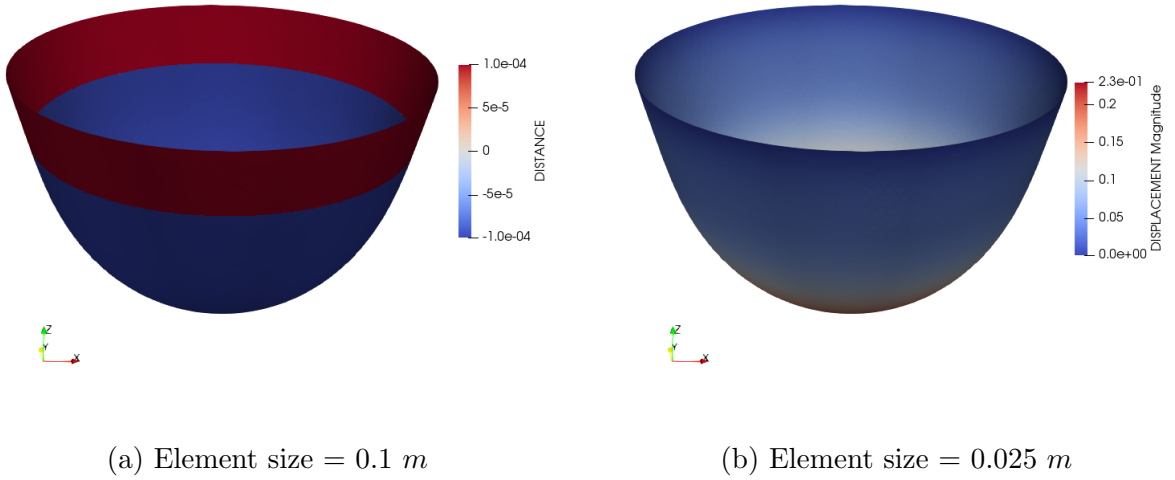 1.0e-04
5e-5
0
-5e-5
-1.0e-04
DISTANCE
2.3e-01
0.2
0.15
0.1
0.05
0.0e+00
DISPLACEMENT Magnitude
Z
Y
X
Z
Y
X
(a) Element size = 0.1 m
(b) Element size = 0.025 m